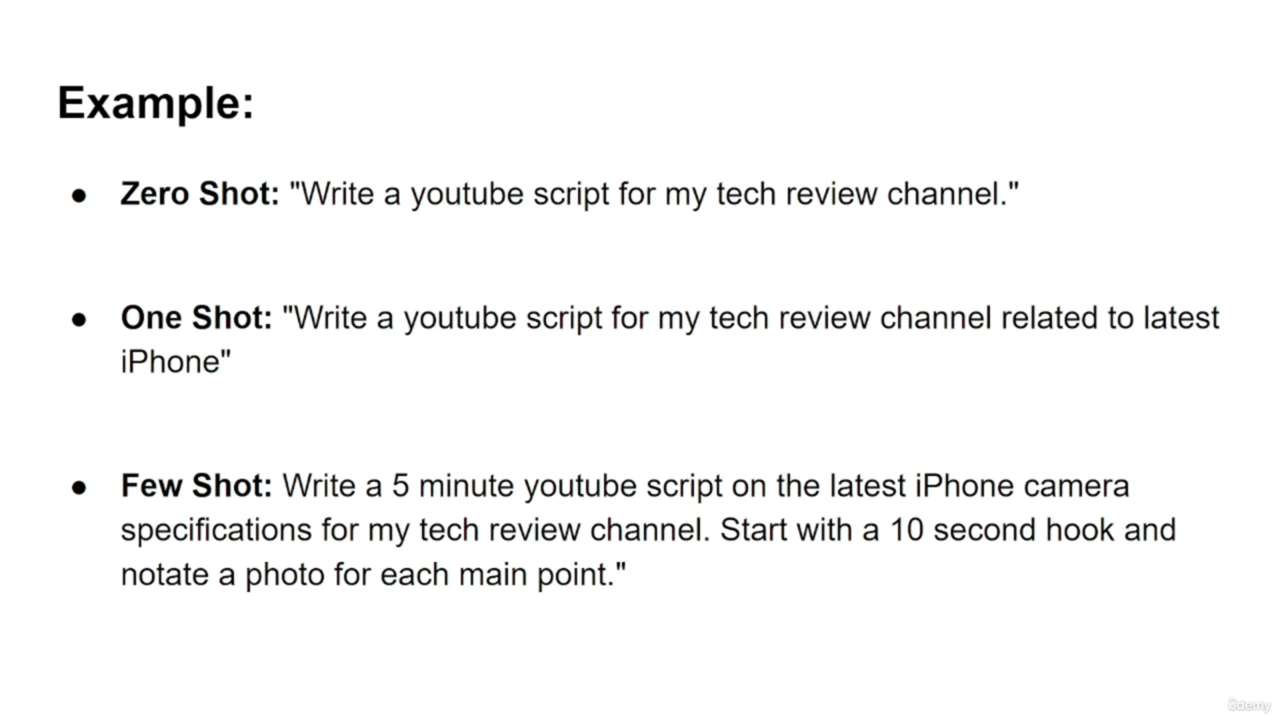 Example:
● Zero Shot: "Write a youtube script for my tech review channel."
● One Shot: "Write a youtube script for my tech review channel related to latest
iPhone"
● Few Shot: Write a 5 minute youtube script on the latest iPhone camera
specifications for my tech review channel. Start with a 10 second hook and
notate a photo for each main point."
ûdemy